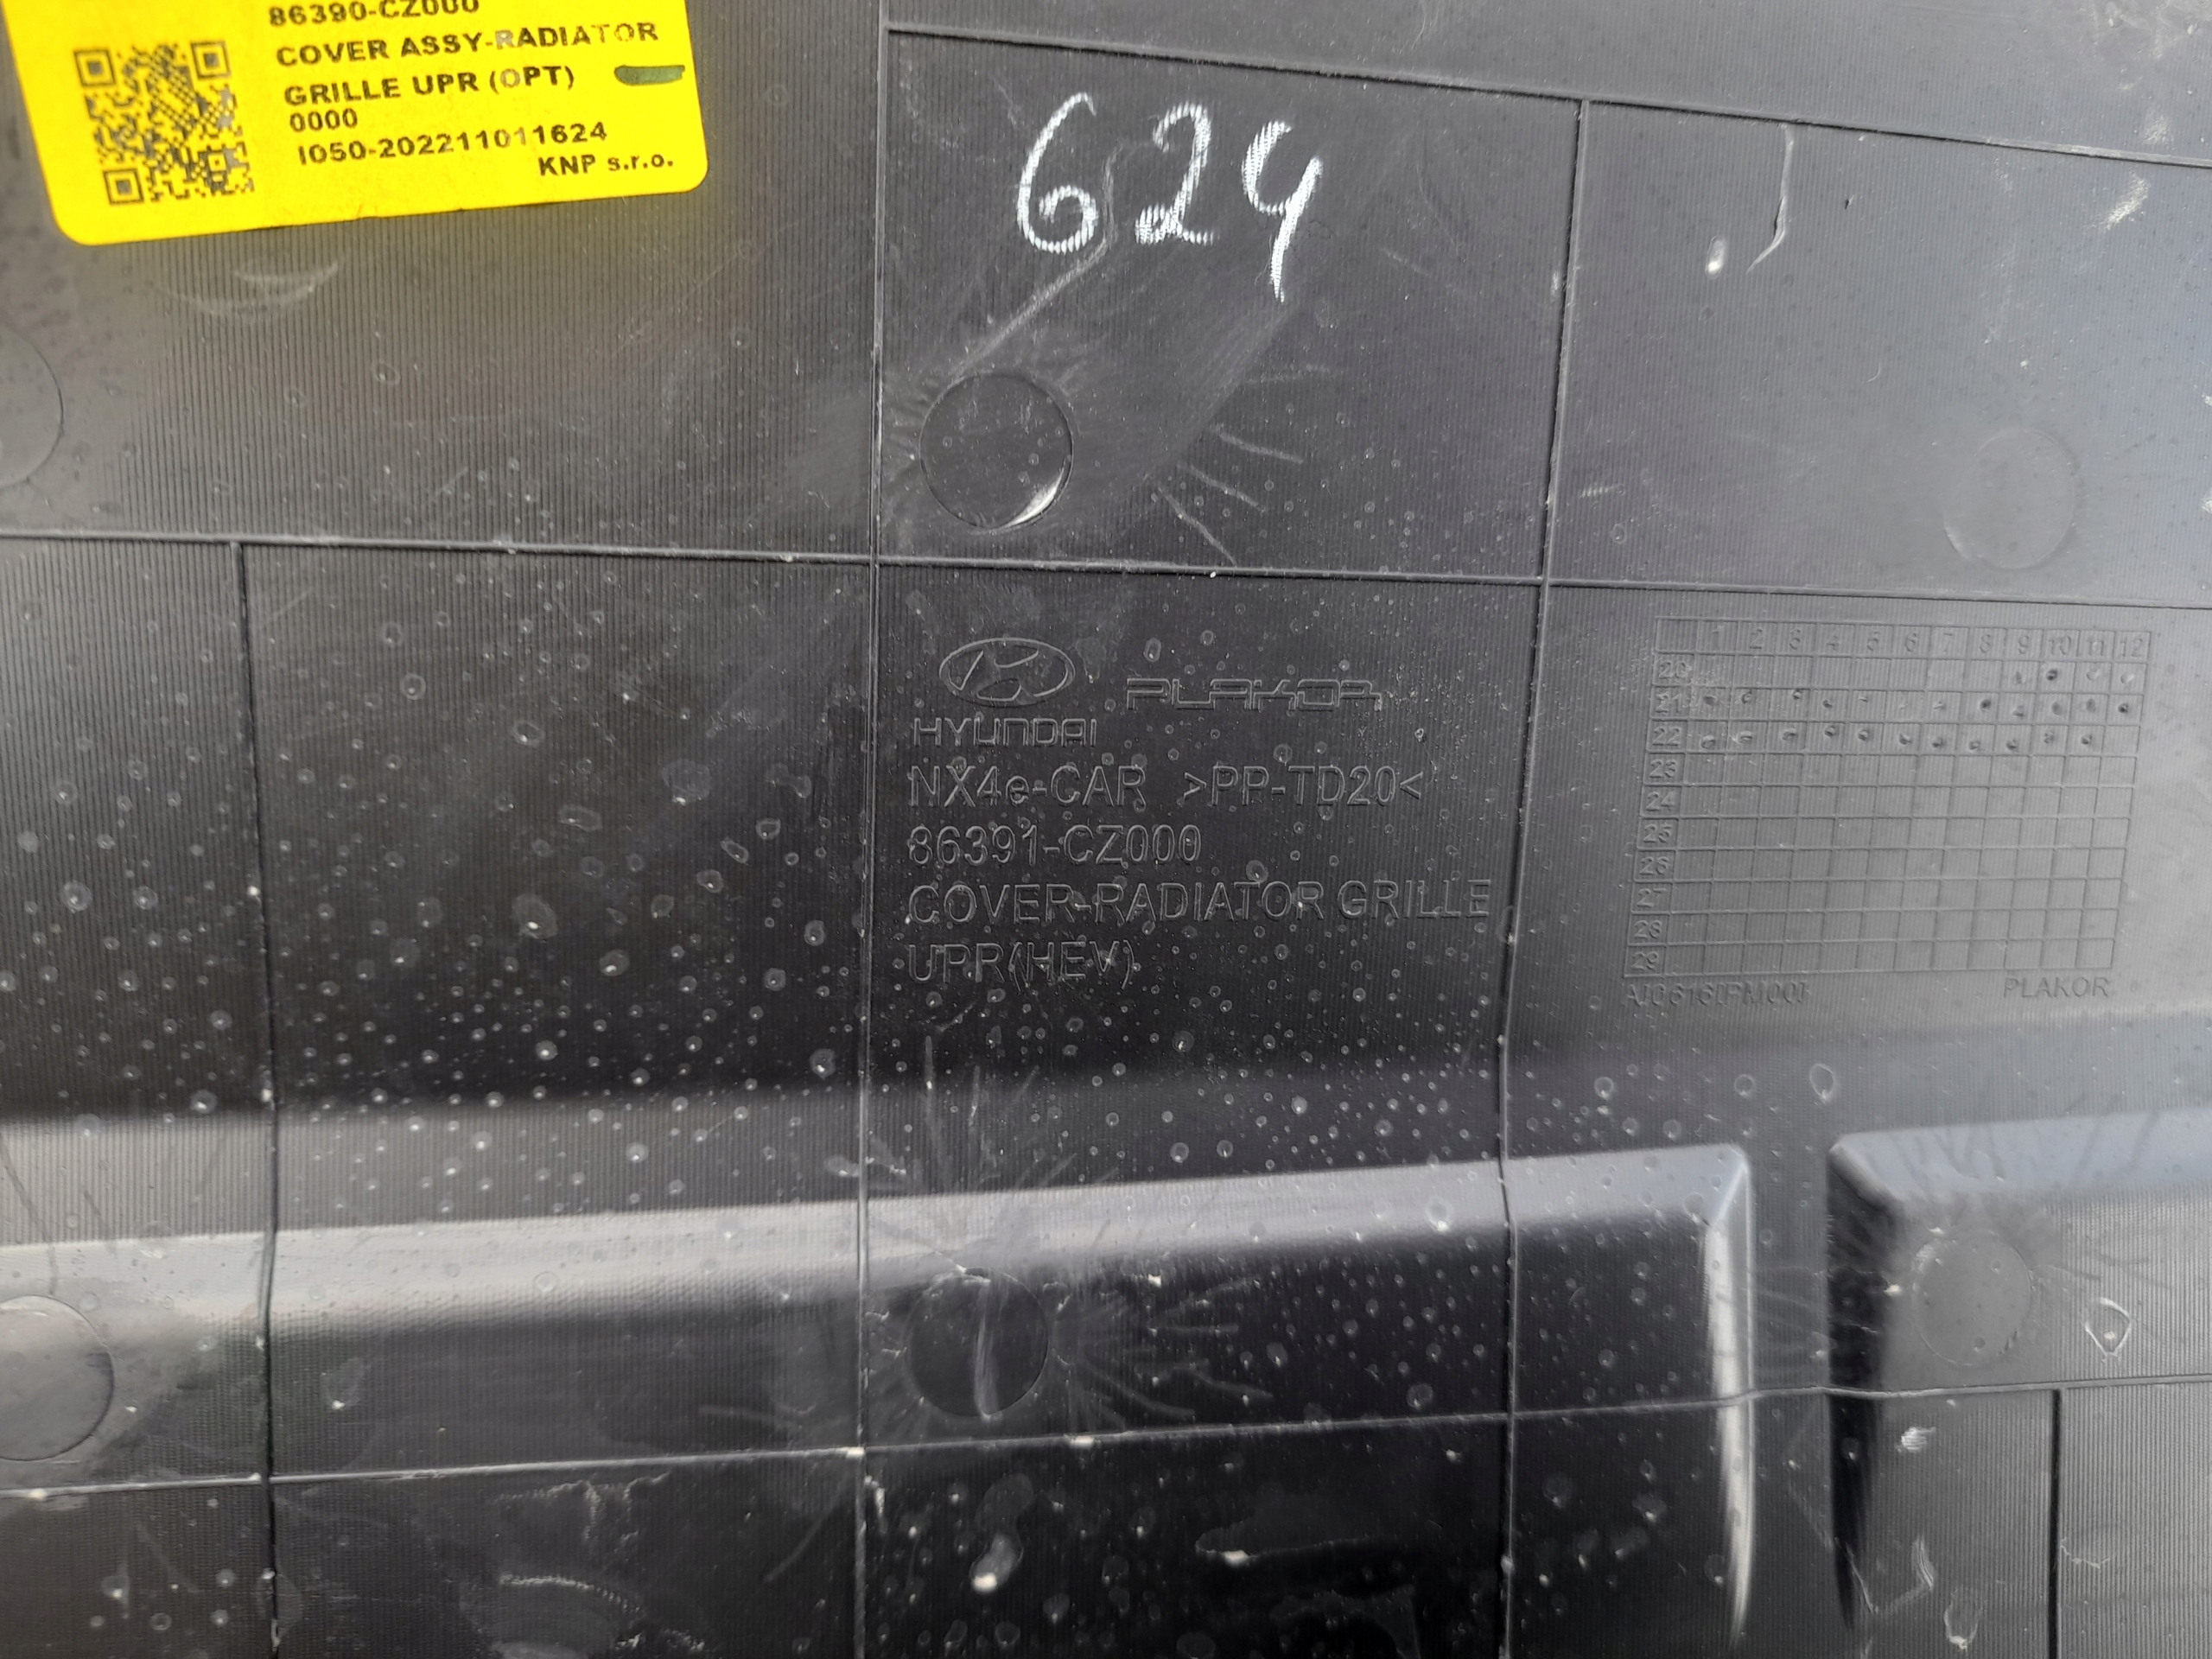 86390-CZ000
COVER ASSY-RADIATOR
GRILLE UPR (OPT)
0000
I050-202211011624
KNP s.r.o.
624
HYUNDAI
PLAKOR
NX4e-CAR >PP-TD20<
86391-CZ000
COVER-RADIATOR GRILLE
UPR(HEV)
1 2 3 4 5 6 7 8 9 10 11 12
20
21
22
23
24
25
26
27
28
29
PLAKOR